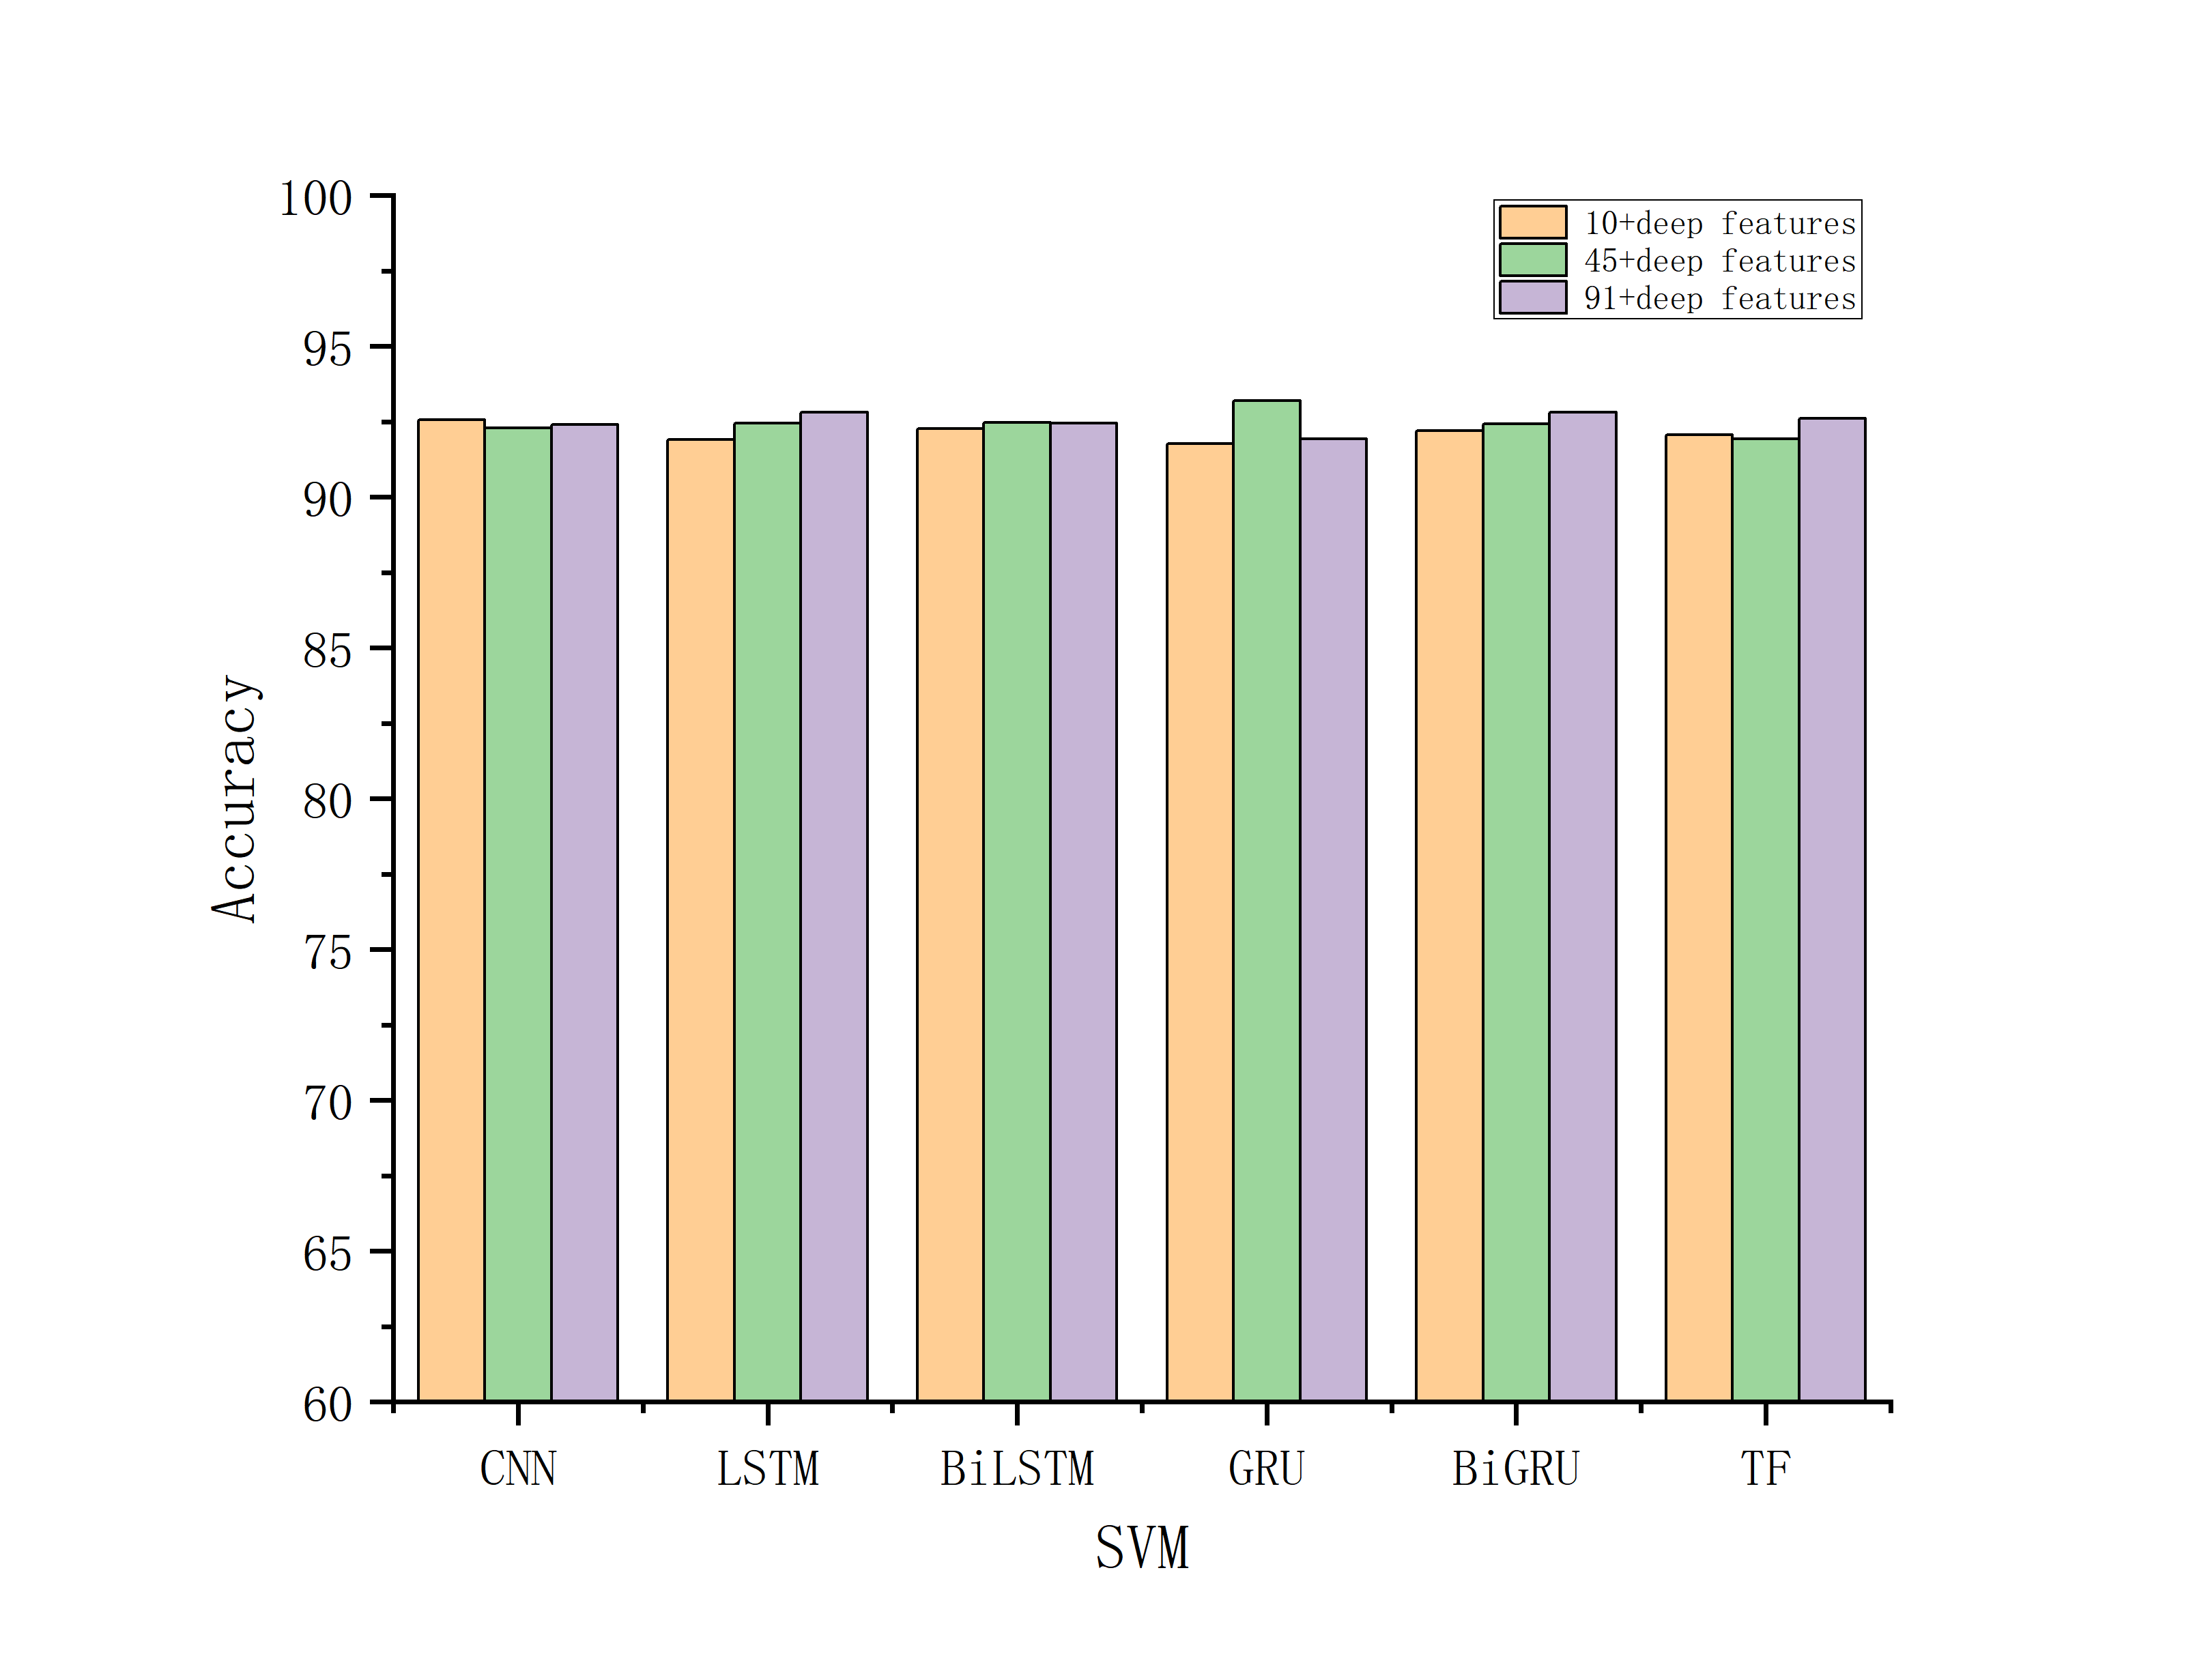 100
95
90
85
80
75
70
65
60
Accuracy
10+deep features
45+deep features
91+deep features
CNN LSTM BiLSTM GRU BiGRU TF
SVM